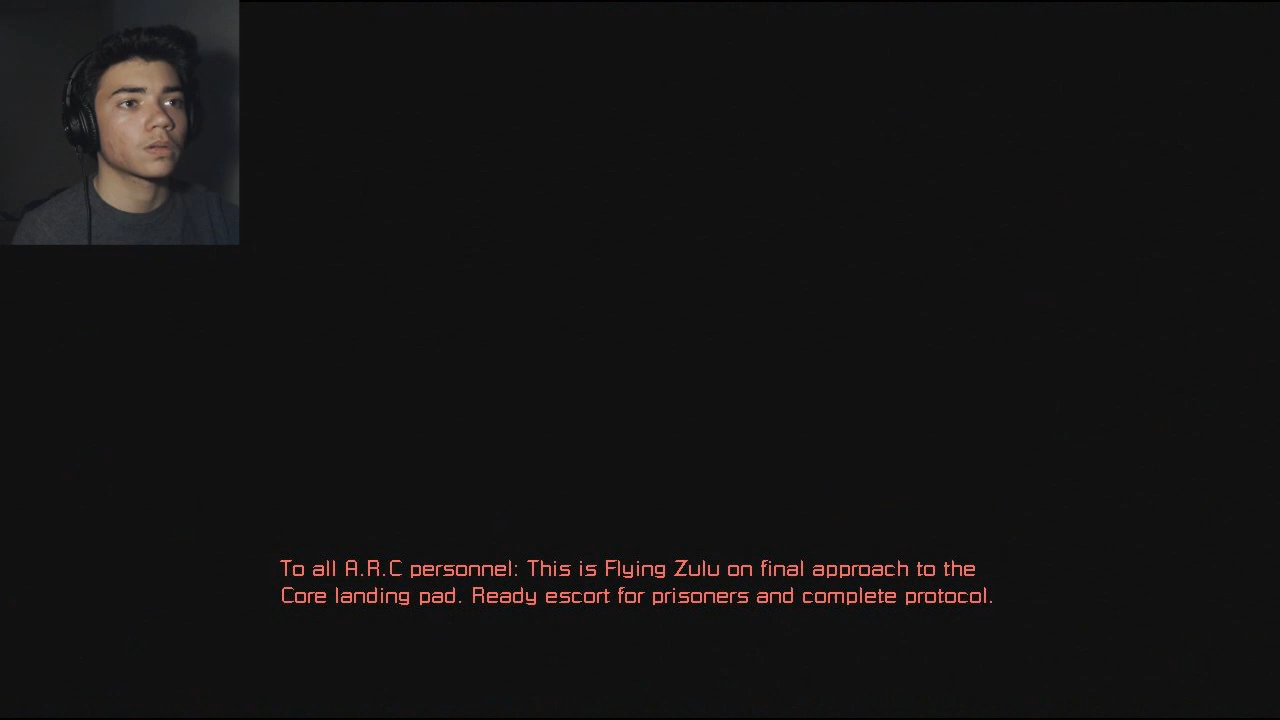 To all A.R.C personnel: This is Flying Zulu on final approach to the
Core landing pad. Ready escort for prisoners and complete protocol.